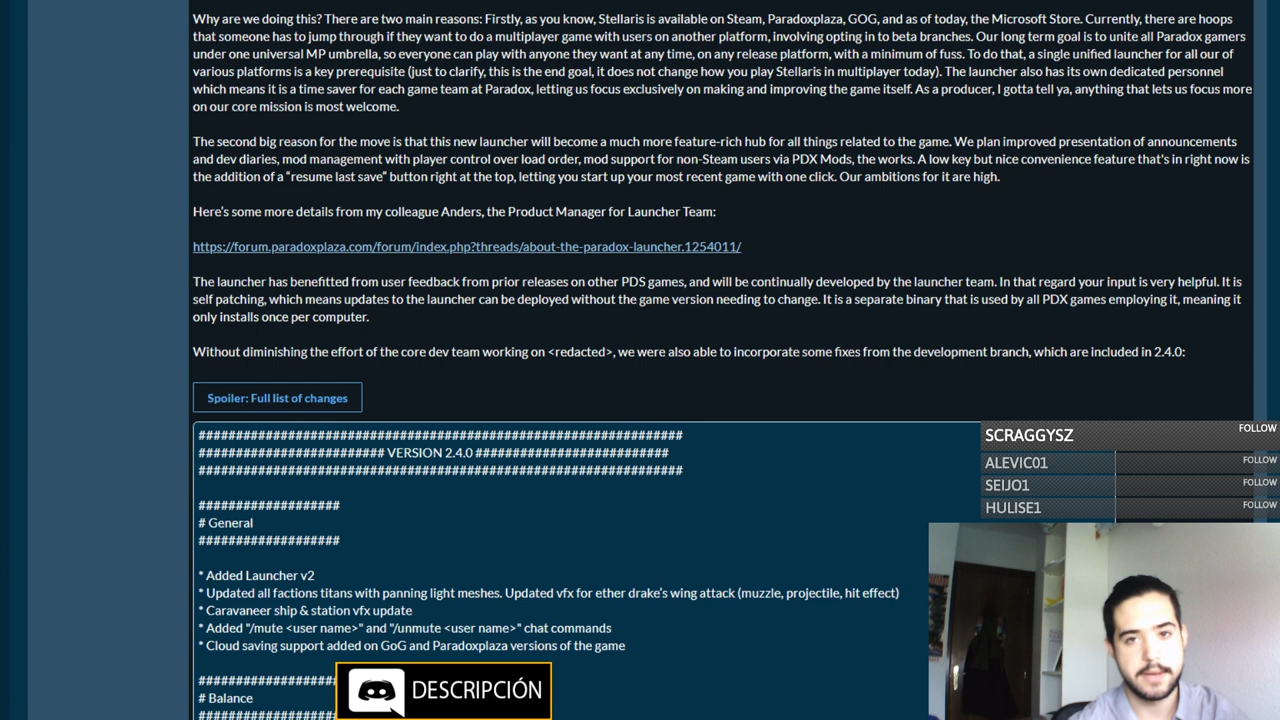 Why are we doing this? There are two main reasons: Firstly, as you know, Stellaris is available on Steam, Paradoxplaza, GOG, and as of today, the Microsoft Store. Currently, there are hoops
that someone has to jump through if they want to do a multiplayer game with users on another platform, involving opting in to beta branches. Our long term goal is to unite all Paradox gamers
under one universal MP umbrella, so everyone can play with anyone they want at any time, on any release platform, with a minimum of fuss. To do that, a single unified launcher for all our of
various platforms is a key prerequisite (just to clarify, this is the end goal, it does not change how you play Stellaris in multiplayer today). The launcher also has its own dedicated personnel
which means it is a time saver for each game team at Paradox, letting us focus exclusively on making and improving the game itself. As a producer, I gotta tell ya, anything that lets us focus more
on our core mission is most welcome.
The second big reason for the move is that this new launcher will become a much more feature-rich hub for all things related to the game. We plan improved presentation of announcements
and dev diaries, mod management with player control over load order, mod support for non-Steam users via PDX Mods, the works. A low key but nice convenience feature that's in right now is
the addition of a “resume last save” button right at the top, letting you start up your most recent game with one click. Our ambitions for it are high.
Here’s some more details from my colleague Anders, the Product Manager for Launcher Team:
https://forum.paradoxplaza.com/forum/index.php?threads/about-the-paradox-launcher.1254011/
The launcher has benefitted from user feedback from prior releases on other PDS games, and will be continually developed by the launcher team. In that regard your input is very helpful. It is
self patching, which means updates to the launcher can be deployed without the game version needing to change. It is a separate binary that is used by all PDX games employing it, meaning it
only installs once per computer.
Without diminishing the effort of the core dev team working on <redacted>, we were also able to incorporate some fixes from the development branch, which are included in 2.4.0:
Spoiler: Full list of changes
#################################################################
######################### VERSION 2.4.0 ##########################
#################################################################
###################
# General
###################
* Added Launcher v2
* Updated all factions titans with panning light meshes. Updated vfx for ether drake's wing attack (muzzle, projectile, hit effect)
* Caravaneer ship & station vfx update
* Added "/mute <user name>" and "/unmute <user name>" chat commands
* Cloud saving support added on GoG and Paradoxplaza versions of the game
###################
# Balance
###################
SCRAGGYSZ FOLLOW
ALEVIC01 FOLLOW
SEIJO1 FOLLOW
HULISE1 FOLLOW
DESCRIPCIÓN